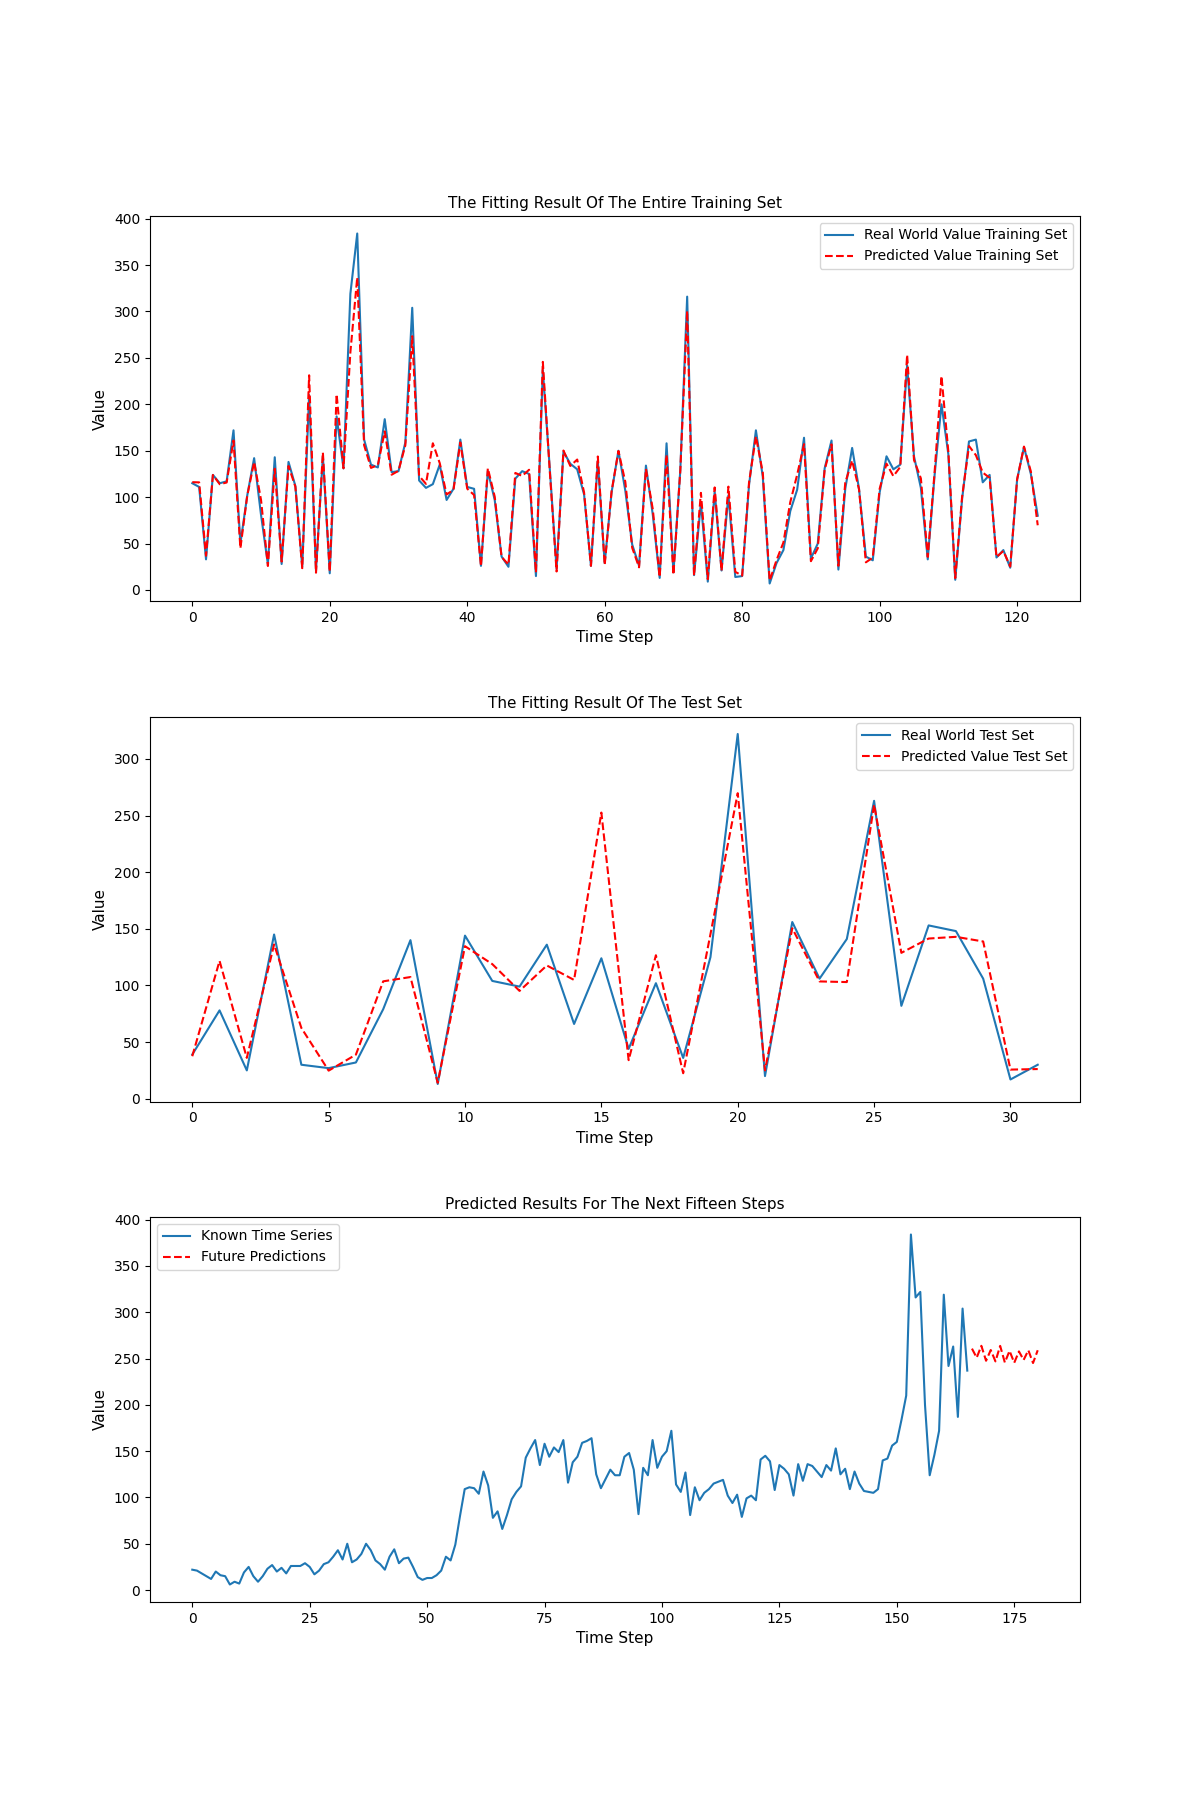 The Fitting Result Of The Entire Training Set
400
350
300
250
200
150
100
50
0
Value
Real World Value Training Set
Predicted Value Training Set
0 20 40 60 80 100 120
Time Step
The Fitting Result Of The Test Set
300
250
200
150
100
50
0
Value
Real World Test Set
Predicted Value Test Set
0 5 10 15 20 25 30
Time Step
Predicted Results For The Next Fifteen Steps
400
350
300
250
200
150
100
50
0
Value
Known Time Series
Future Predictions
0 25 50 75 100 125 150 175
Time Step